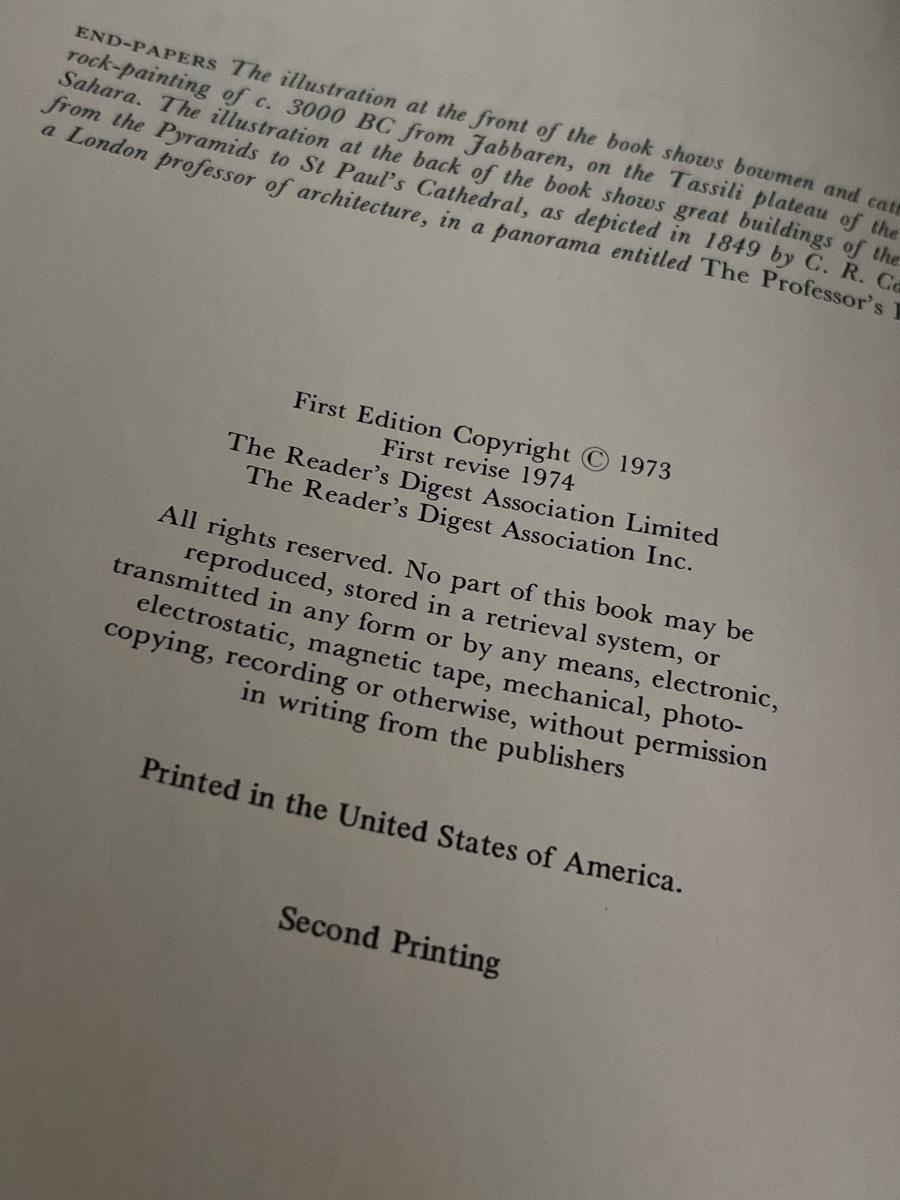 END-PAPERS The illustration at the front of the book shows bowmen and
rock-painting of c. 3000 BC from Jabbaren, on the Tassili plateau of the
Sahara. The illustration at the back of the book shows great buildings of the
from the Pyramids to St Paul's Cathedral, as depicted in 1849 by C. R.
a London professor of architecture, in a panorama entitled The Professor's
First Edition Copyright © 1973
First revise 1974
The Reader's Digest Association Limited
The Reader's Digest Association Inc.
All rights reserved. No part of this book may be
reproduced, stored in a retrieval system, or
transmitted in any form or by any means, electronic,
electrostatic, magnetic tape, mechanical, photo-
copying, recording or otherwise, without permission
in writing from the publishers
Printed in the United States of America.
Second Printing